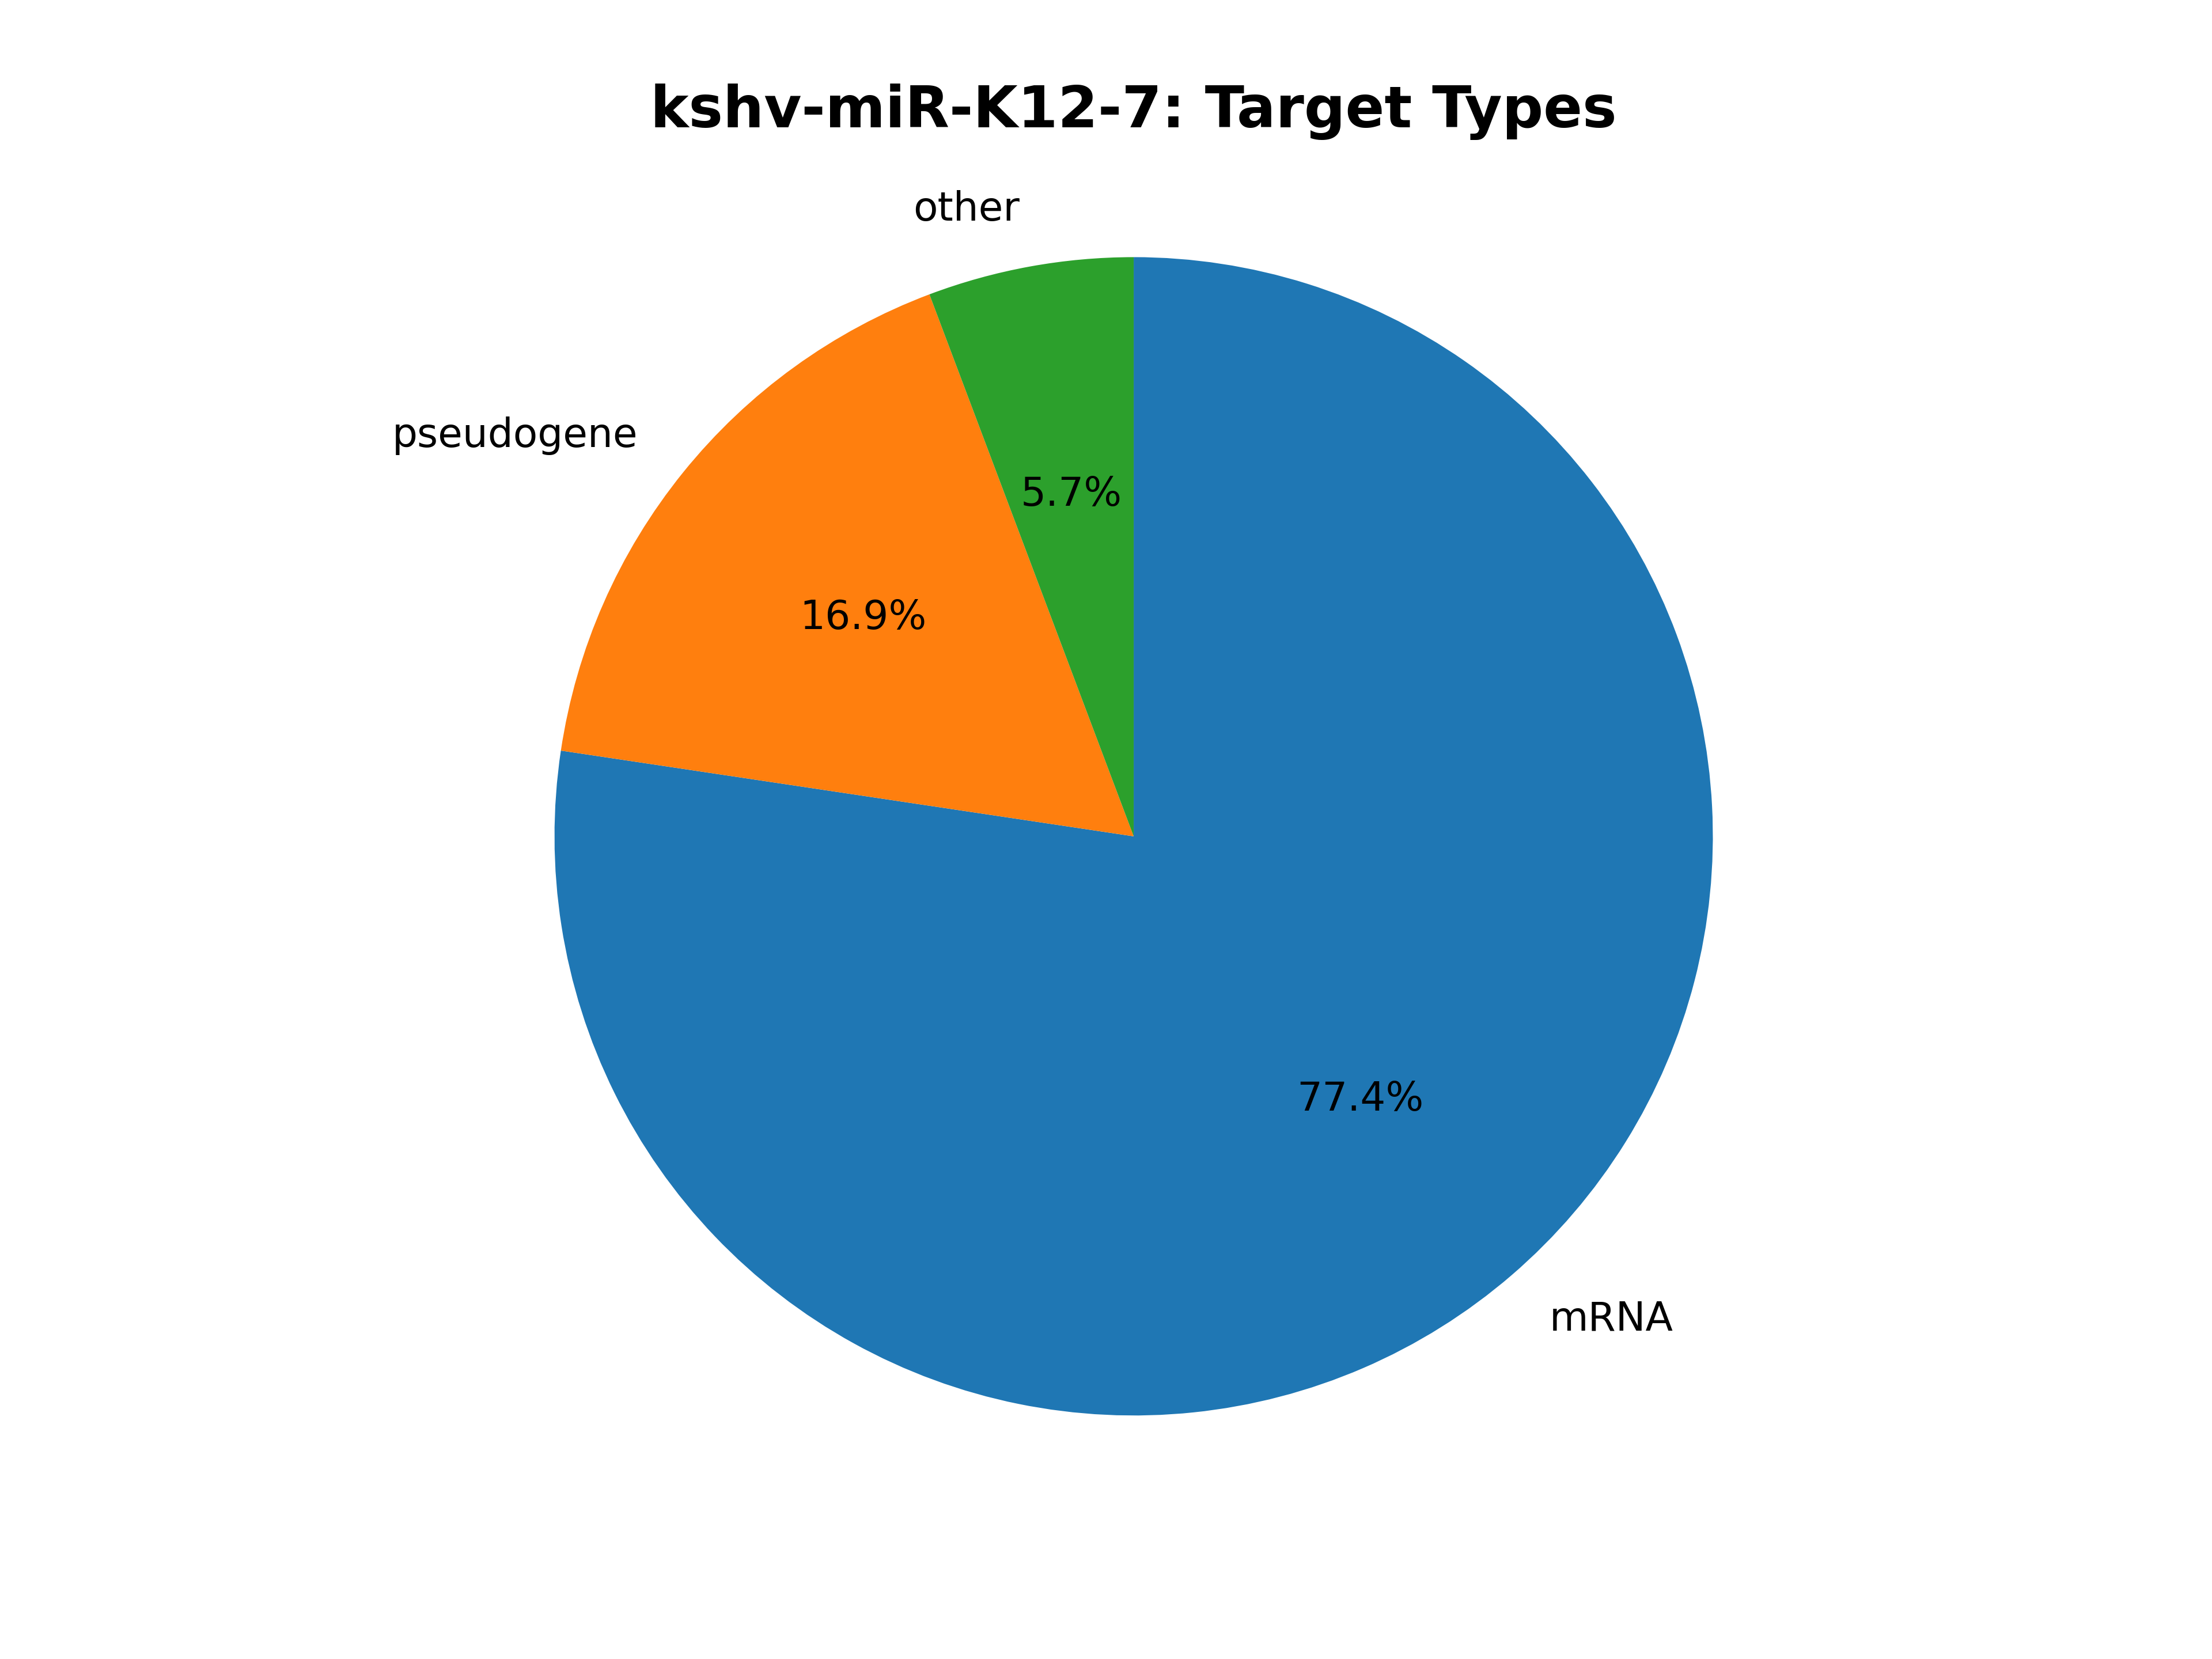 kshv-miR-K12-7: Target Types
other
pseudogene
5.7%
16.9%
77.4%
mRNA